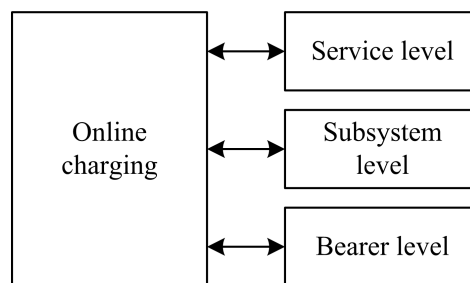 Online
charging
Service level
Subsystem
level
Bearer level